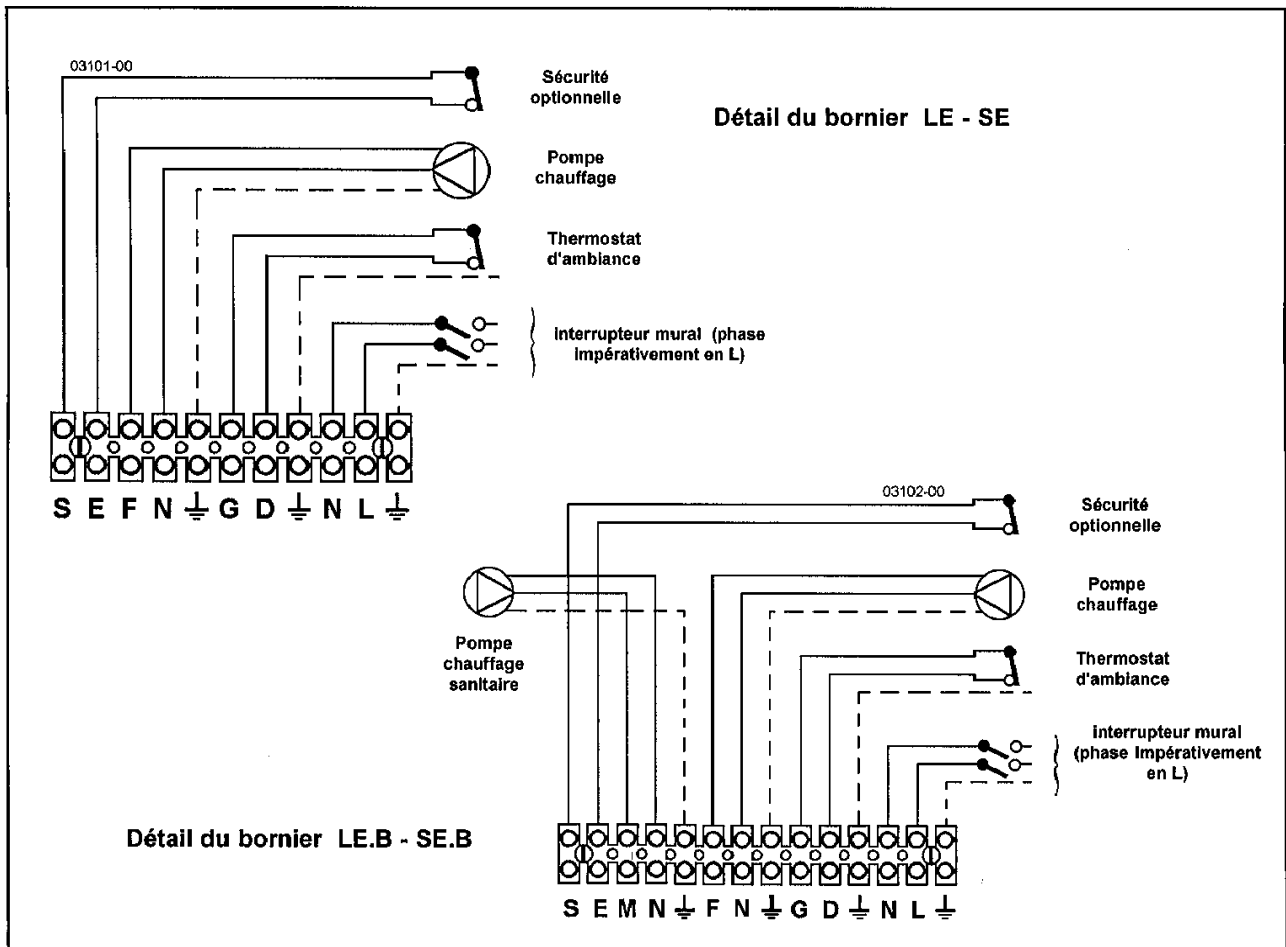 03101-00
Sécurité
optionnelle
Détail du bornier LE - SE
Pompe
chauffage
Thermostat
d'ambiance
interrupteur mural (phase
Impérativement en L)
S E F N ⏚ G D ⏚ N L ⏚
03102-00
Sécurité
optionnelle
Pompe
chauffage
Pompe
chauffage
sanitaire
Thermostat
d'ambiance
interrupteur mural
(phase Impérativement
en L)
Détail du bornier LE.B - SE.B
S E M N ⏚ F N ⏚ G D ⏚ N L ⏚